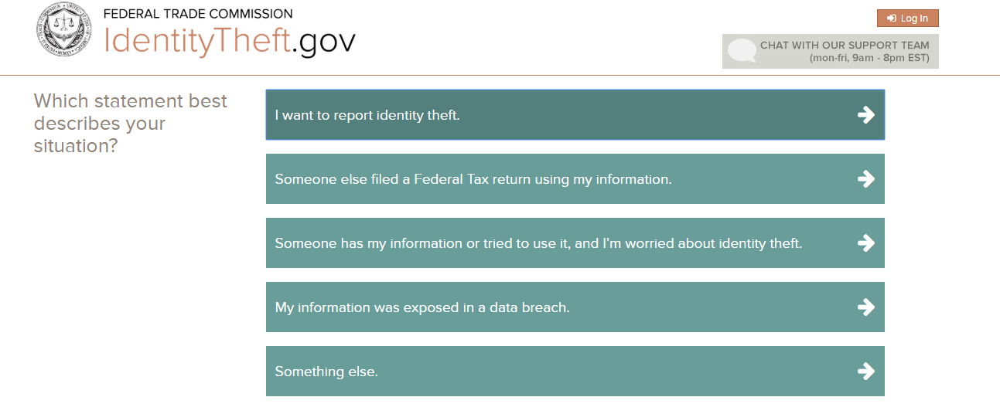 FEDERAL TRADE COMMISSION
IdentityTheft.gov
Log In
CHAT WITH OUR SUPPORT TEAM
(mon-fri, 9am - 8pm EST)
Which statement best
describes your
situation?
I want to report identity theft.
Someone else filed a Federal Tax return using my information.
Someone has my information or tried to use it, and I’m worried about identity theft.
My information was exposed in a data breach.
Something else.